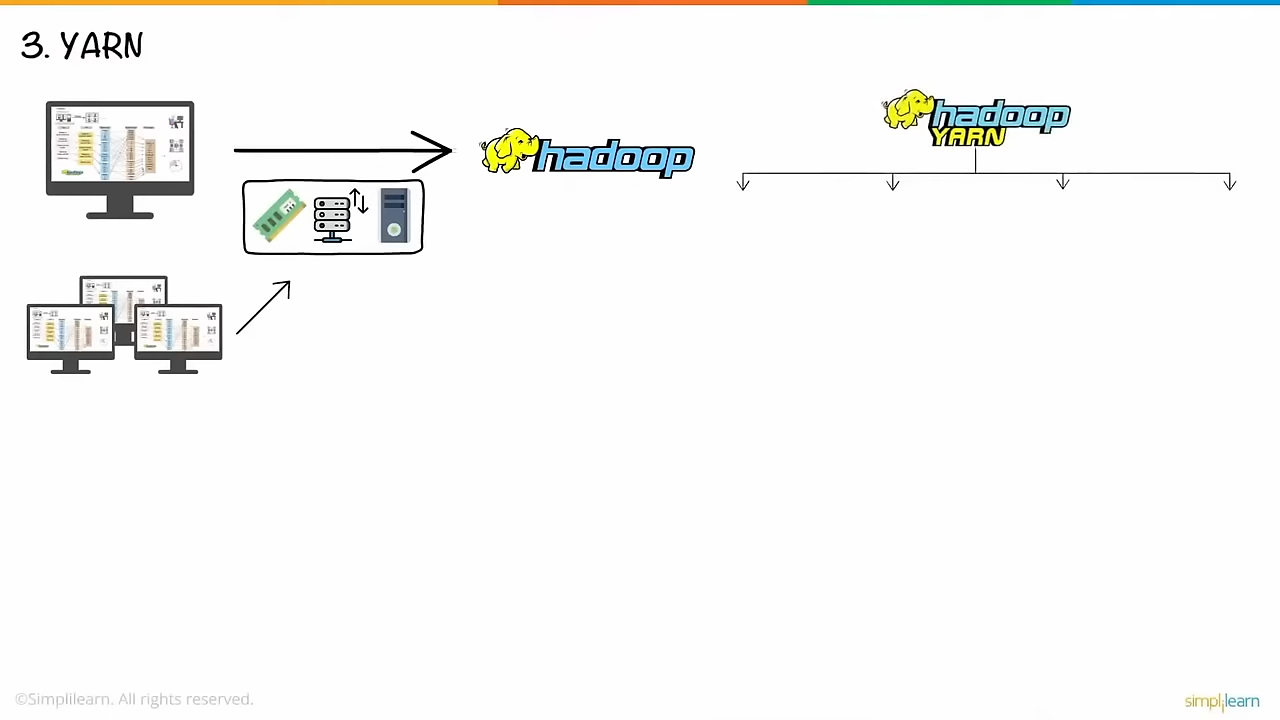 3. YARN
hadoop
hadoop
YARN
©Simplilearn. All rights reserved.
simplilearn